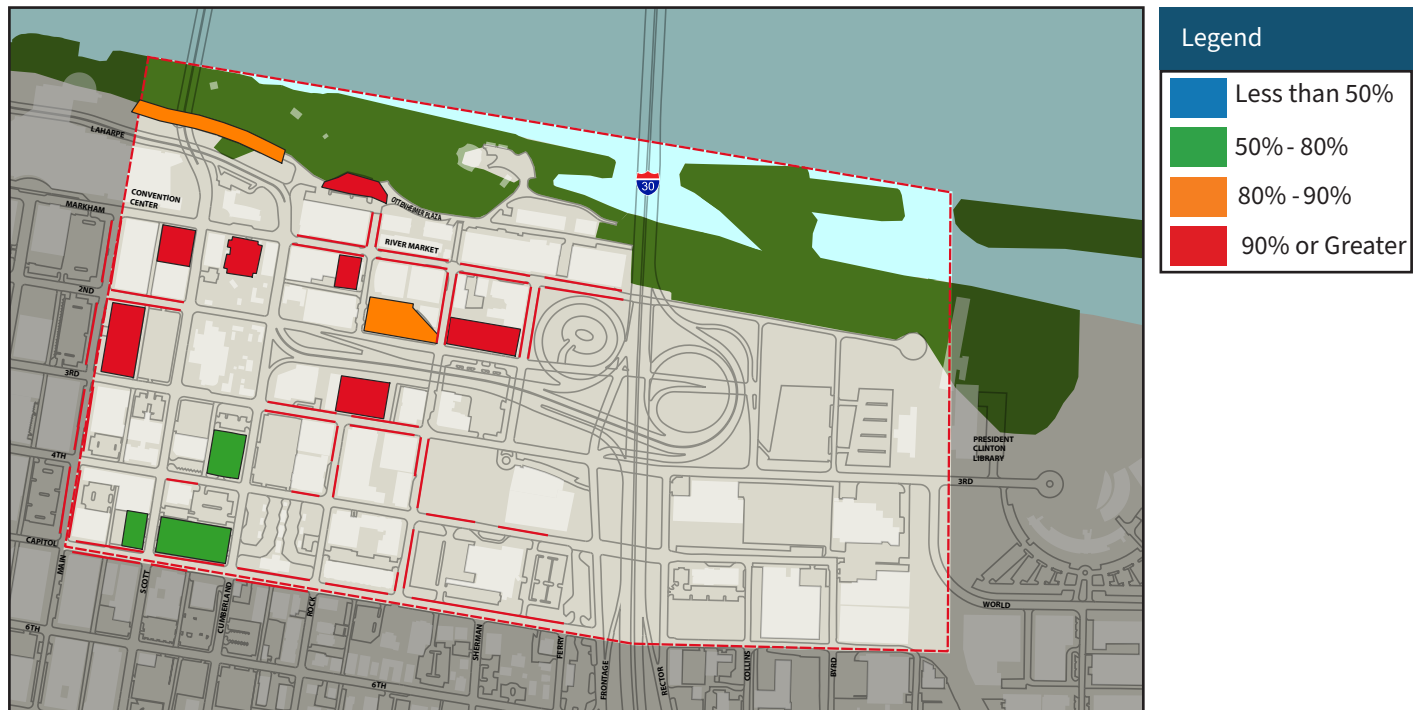 Legend
Less than 50%
50% - 80%
80% - 90%
90% or Greater
LAHARPE
30
CONVENTION
CENTER
OTTENHEIMER PLAZA
MARKHAM
RIVER MARKET
2ND
3RD
PRESIDENT
CLINTON
LIBRARY
4TH
3RD
CAPITOL
MAIN
SCOTT
CUMBERLAND
ROCK
WORLD
6TH
SHERMAN
FERRY
FRONTAGE
RECTOR
COLLINS
BYRD
6TH